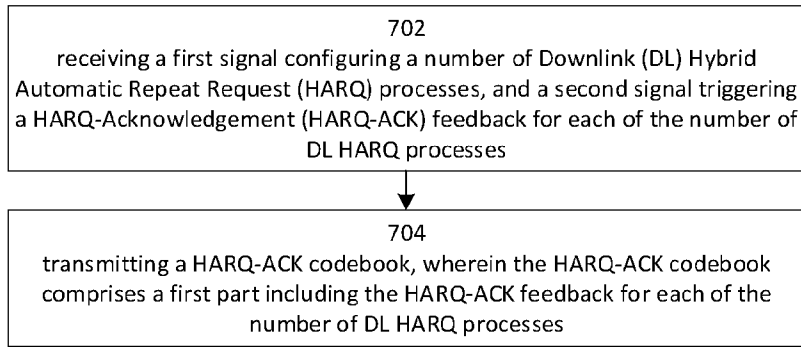 702
receiving a first signal configuring a number of Downlink (DL) Hybrid
Automatic Repeat Request (HARQ) processes, and a second signal triggering
a HARQ-Acknowledgement (HARQ-ACK) feedback for each of the number of
DL HARQ processes
704
transmitting a HARQ-ACK codebook, wherein the HARQ-ACK codebook
comprises a first part including the HARQ-ACK feedback for each of the
number of DL HARQ processes